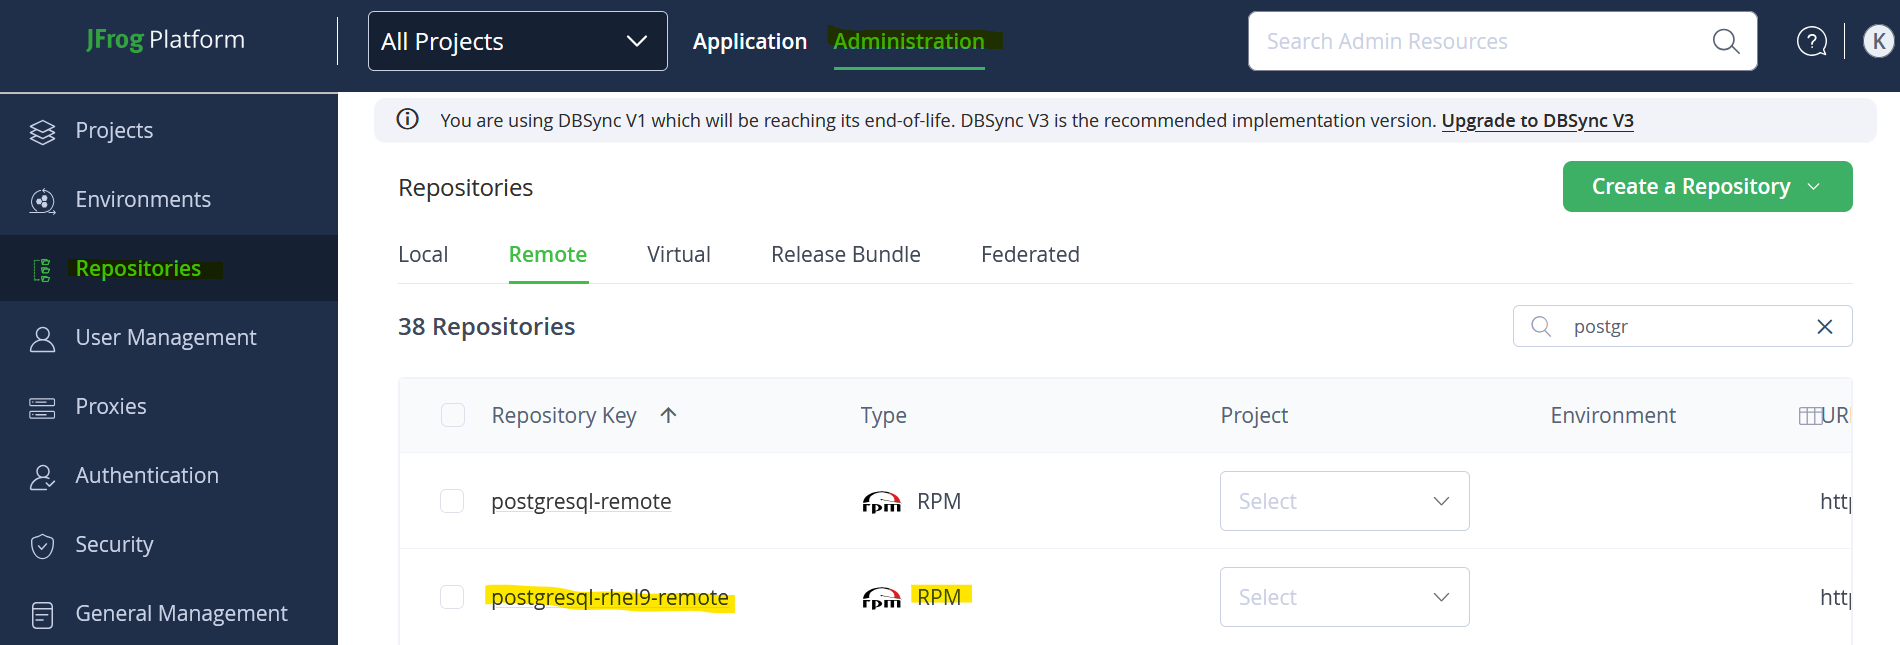 JFrog Platform
All Projects
Application
Administration
Search Admin Resources
?
K
Projects
Environments
Repositories
User Management
Proxies
Authentication
Security
General Management
You are using DBSync V1 which will be reaching its end-of-life. DBSync V3 is the recommended implementation version. Upgrade to DBSync V3
Repositories
Create a Repository
Local Remote Virtual Release Bundle Federated
38 Repositories
postgr
Repository Key Type Project Environment
postgresql-remote rpm RPM Select
postgresql-rhel9-remote rpm RPM Select